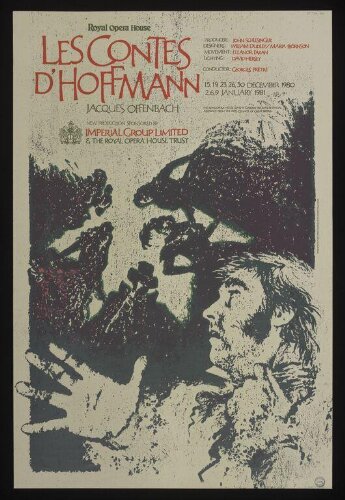 Royal Opera House
LES CONTES
D'HOFFMANN
JACQUES OFFENBACH
NEW PRODUCTION SPONSORED BY
IMPERIAL GROUP LIMITED
& THE ROYAL OPERA HOUSE TRUST
PRODUCER: JOHN SCHLESINGER
DESIGNERS: WILLIAM DUDLEY/MARIA BJORNSON
MOVEMENT: ELEANOR FAZAN
LIGHTING: DAVID HERSEY
CONDUCTOR: GEORGES PRETRE
15, 19, 23, 26, 30 DECEMBER 1980
2, 6, 9 JANUARY 1981